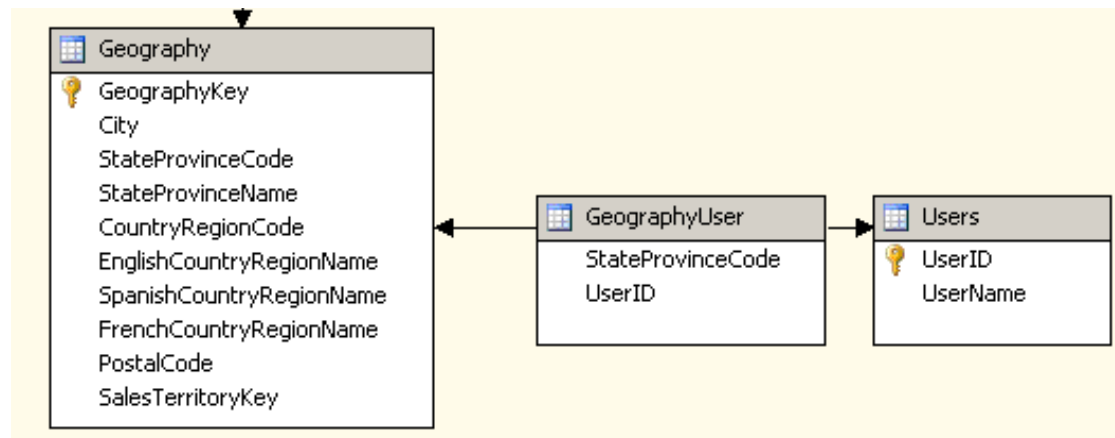 Geography
GeographyKey
City
StateProvinceCode
StateProvinceName
CountryRegionCode
EnglishCountryRegionName
SpanishCountryRegionName
FrenchCountryRegionName
PostalCode
SalesTerritoryKey
GeographyUser
StateProvinceCode
UserID
Users
UserID
UserName